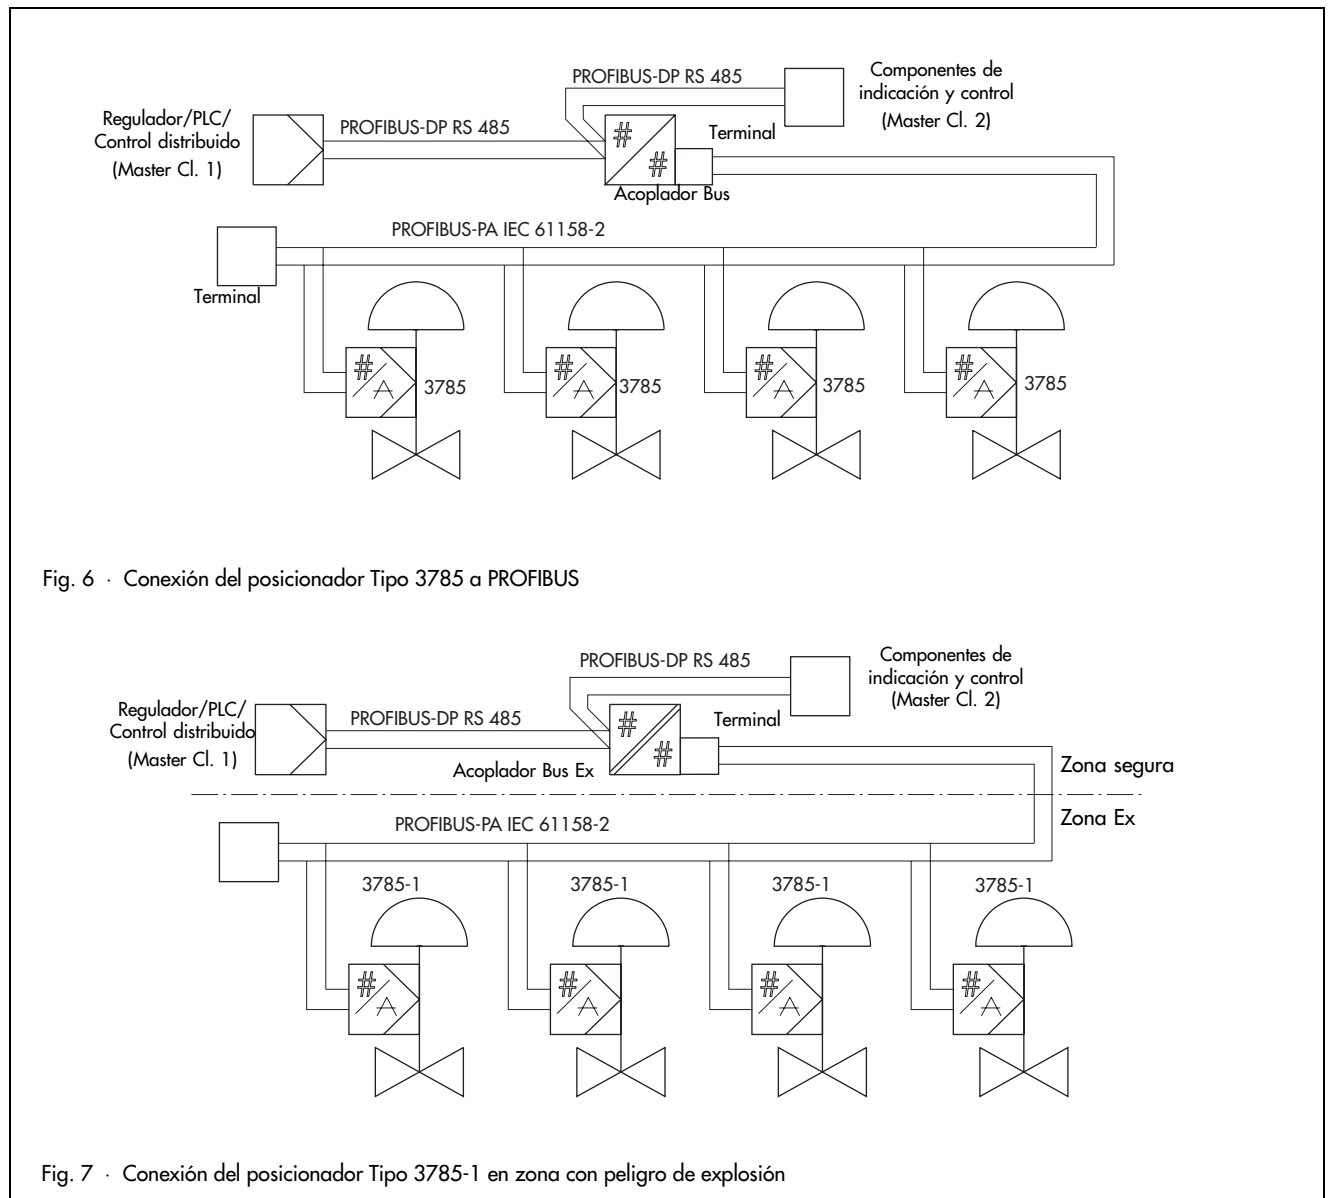 PROFIBUS-DP RS 485
Componentes de
indicación y control
(Master Cl. 2)
Regulador/PLC/
Control distribuido
(Master Cl. 1)
PROFIBUS-DP RS 485
Terminal
#
#
Acoplador Bus
PROFIBUS-PA IEC 61158-2
Terminal
# A
3785
# A
3785
# A
3785
# A
3785
Fig. 6 · Conexión del posicionador Tipo 3785 a PROFIBUS
PROFIBUS-DP RS 485
Componentes de
indicación y control
(Master Cl. 2)
Regulador/PLC/
Control distribuido
(Master Cl. 1)
PROFIBUS-DP RS 485
Terminal
#
#
Acoplador Bus Ex
Zona segura
Zona Ex
PROFIBUS-PA IEC 61158-2
3785-1
3785-1
3785-1
3785-1
# A
# A
# A
# A
Fig. 7 · Conexión del posicionador Tipo 3785-1 en zona con peligro de explosión